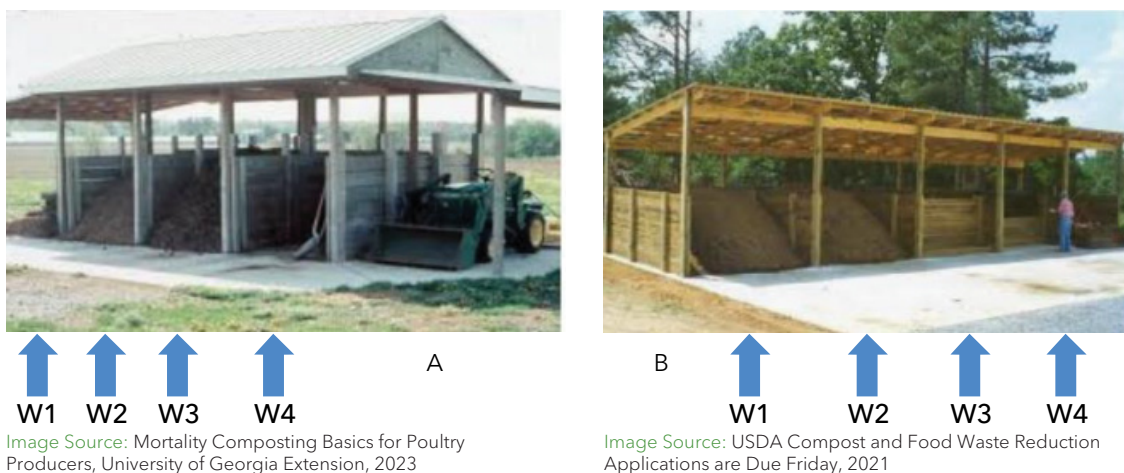 A
B
W1 W2 W3 W4
W1 W2 W3 W4
Image Source: Mortality Composting Basics for Poultry
Producers, University of Georgia Extension, 2023
Image Source: USDA Compost and Food Waste Reduction
Applications are Due Friday, 2021